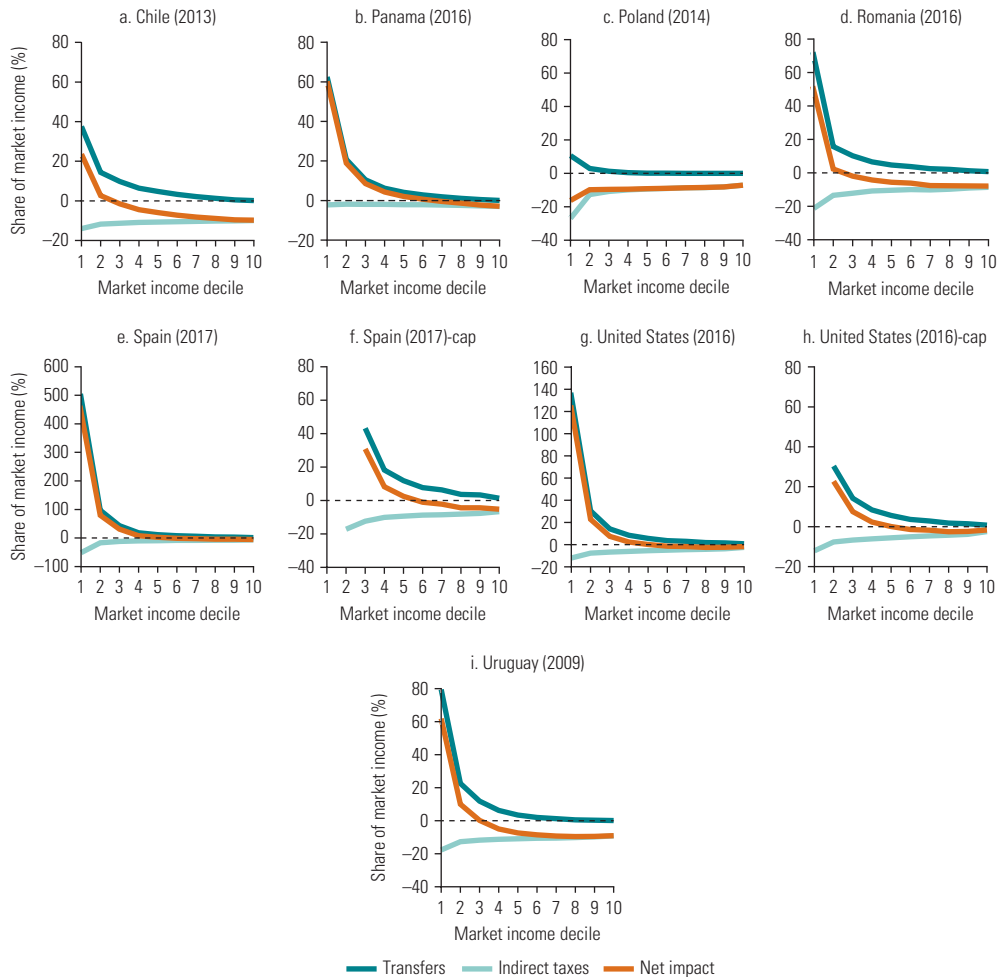 a. Chile (2013)
b. Panama (2016)
c. Poland (2014)
d. Romania (2016)
Share of market income (%)
80
60
40
20
0
–20
1 2 3 4 5 6 7 8 9 10
Market income decile
80
60
40
20
0
–20
1 2 3 4 5 6 7 8 9 10
Market income decile
80
60
40
20
0
–20
–40
1 2 3 4 5 6 7 8 9 10
Market income decile
80
60
40
20
0
–20
–40
1 2 3 4 5 6 7 8 9 10
Market income decile
e. Spain (2017)
f. Spain (2017)-cap
g. United States (2016)
h. United States (2016)-cap
Share of market income (%)
600
500
400
300
200
100
0
–100
1 2 3 4 5 6 7 8 9 10
Market income decile
80
60
40
20
0
–20
–40
1 2 3 4 5 6 7 8 9 10
Market income decile
160
140
120
100
80
60
40
20
0
–20
1 2 3 4 5 6 7 8 9 10
Market income decile
80
60
40
20
0
–20
1 2 3 4 5 6 7 8 9 10
Market income decile
i. Uruguay (2009)
Share of market income (%)
80
60
40
20
0
–20
–40
1 2 3 4 5 6 7 8 9 10
Market income decile
Transfers Indirect taxes Net impact